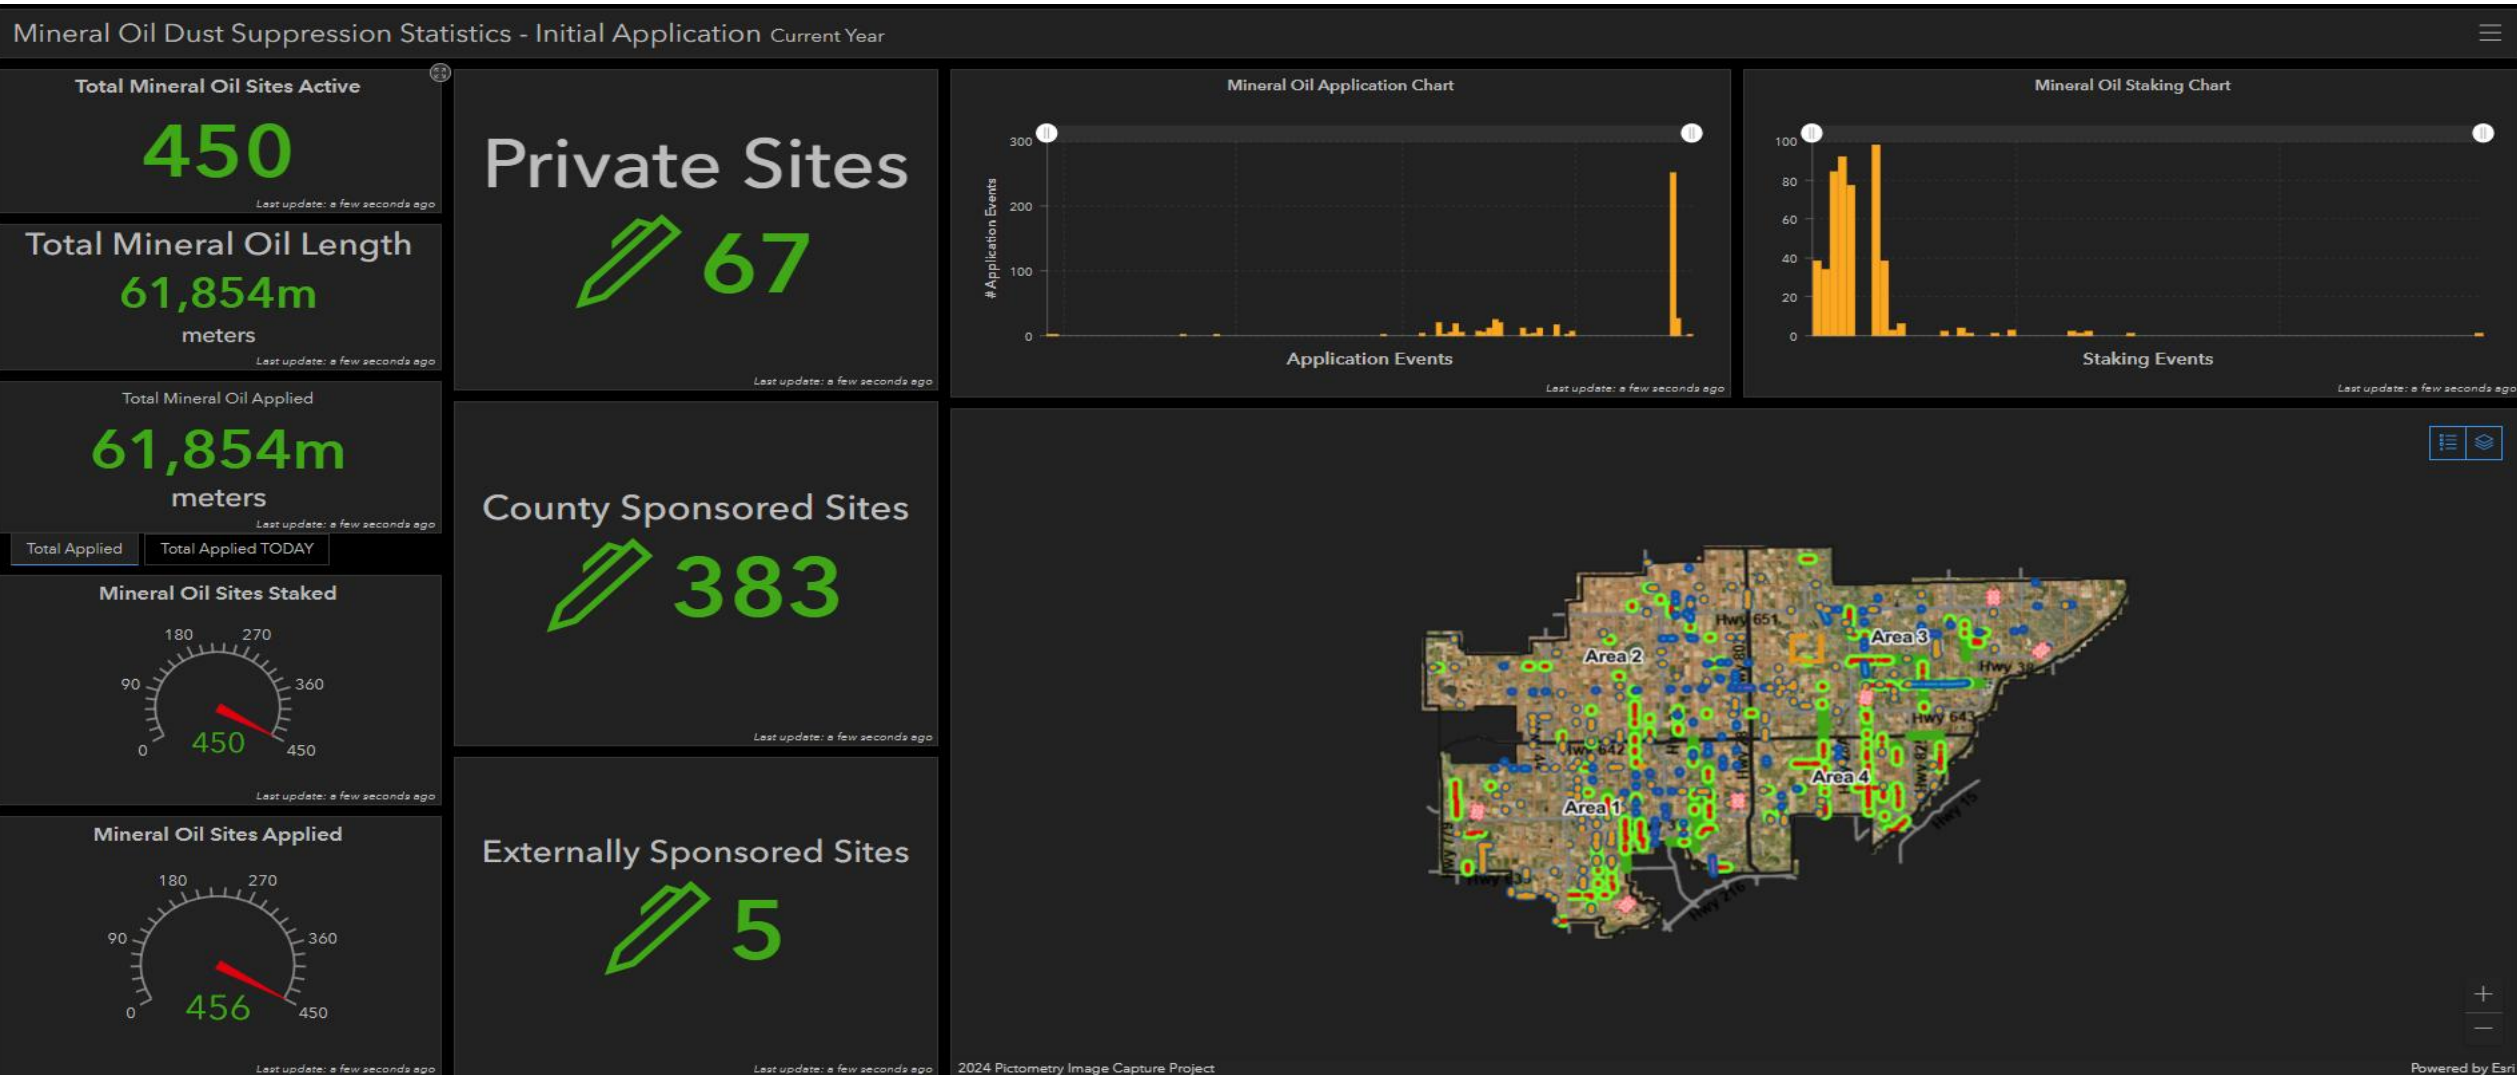 Mineral Oil Dust Suppression Statistics - Initial Application Current Year
Total Mineral Oil Sites Active
450
Last update: a few seconds ago
Total Mineral Oil Length
61,854m
meters
Last update: a few seconds ago
Total Mineral Oil Applied
61,854m
meters
Last update: a few seconds ago
Total Applied
Total Applied TODAY
Mineral Oil Sites Staked
180 270
90 360
0 450 450
Last update: a few seconds ago
Mineral Oil Sites Applied
180 270
90 360
0 456 450
Last update: a few seconds ago
Private Sites
67
Last update: a few seconds ago
County Sponsored Sites
383
Last update: a few seconds ago
Externally Sponsored Sites
5
Last update: a few seconds ago
Mineral Oil Application Chart
# Application Events
300
200
100
0
Application Events
Last update: a few seconds ago
Mineral Oil Staking Chart
100
80
60
40
20
0
Staking Events
Last update: a few seconds ago
Hwy 651
Area 3
Area 2
Hwy 38
Hwy 643
Hwy 642
Area 4
Area 1
Hwy 15
Hwy 779
Hwy 633
Hwy 216
2024 Pictometry Image Capture Project
Powered by Esri